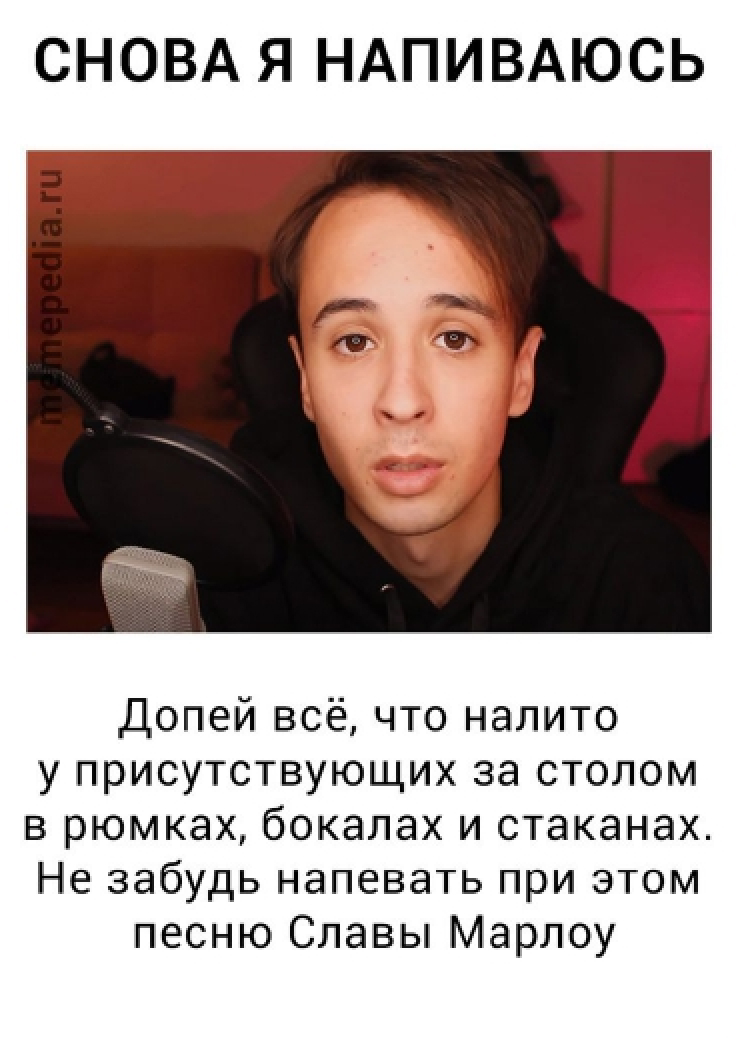 СНОВА Я НАПИВАЮСЬ
memepedia.ru
Допей всё, что налито
у присутствующих за столом
в рюмках, бокалах и стаканах.
Не забудь напевать при этом
песню Славы Марлоу